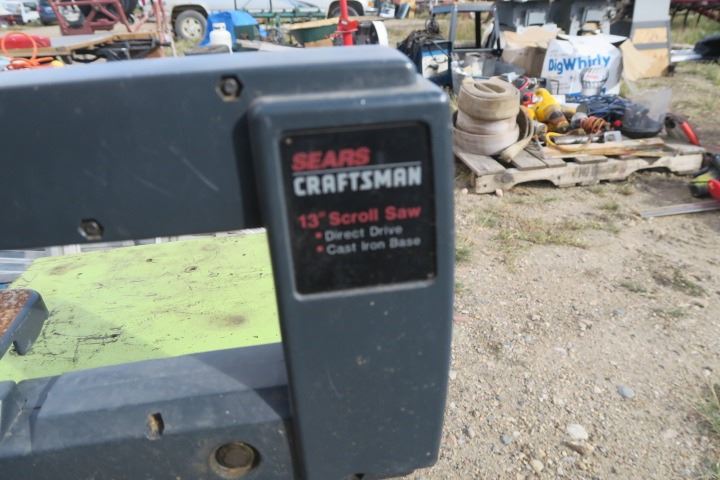 SEARS
CRAFTSMAN
13" Scroll Saw
• Direct Drive
• Cast Iron Base
DigWhirly